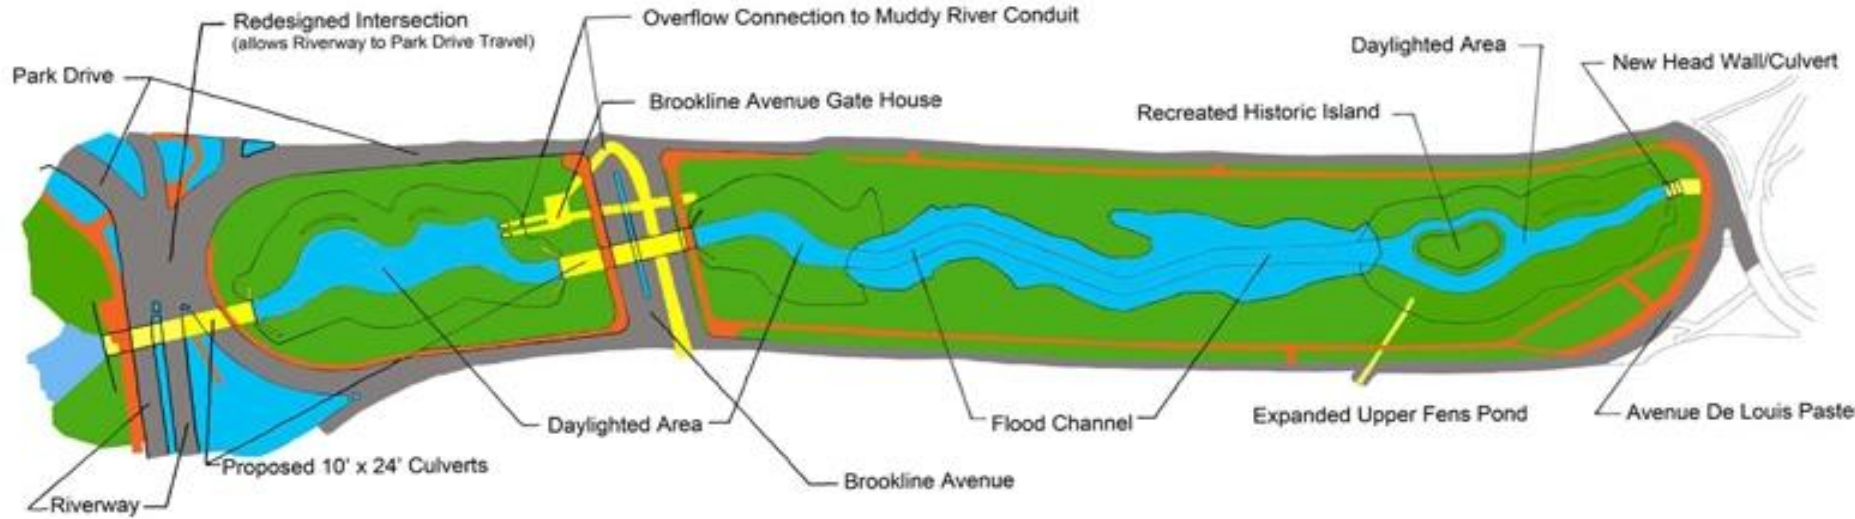 Redesigned Intersection
(allows Riverway to Park Drive Travel)
Overflow Connection to Muddy River Conduit
Park Drive
Brookline Avenue Gate House
Daylighted Area
New Head Wall/Culvert
Recreated Historic Island
Daylighted Area
Flood Channel
Expanded Upper Fens Pond
Avenue De Louis Paste
Proposed 10' x 24' Culverts
Brookline Avenue
Riverway